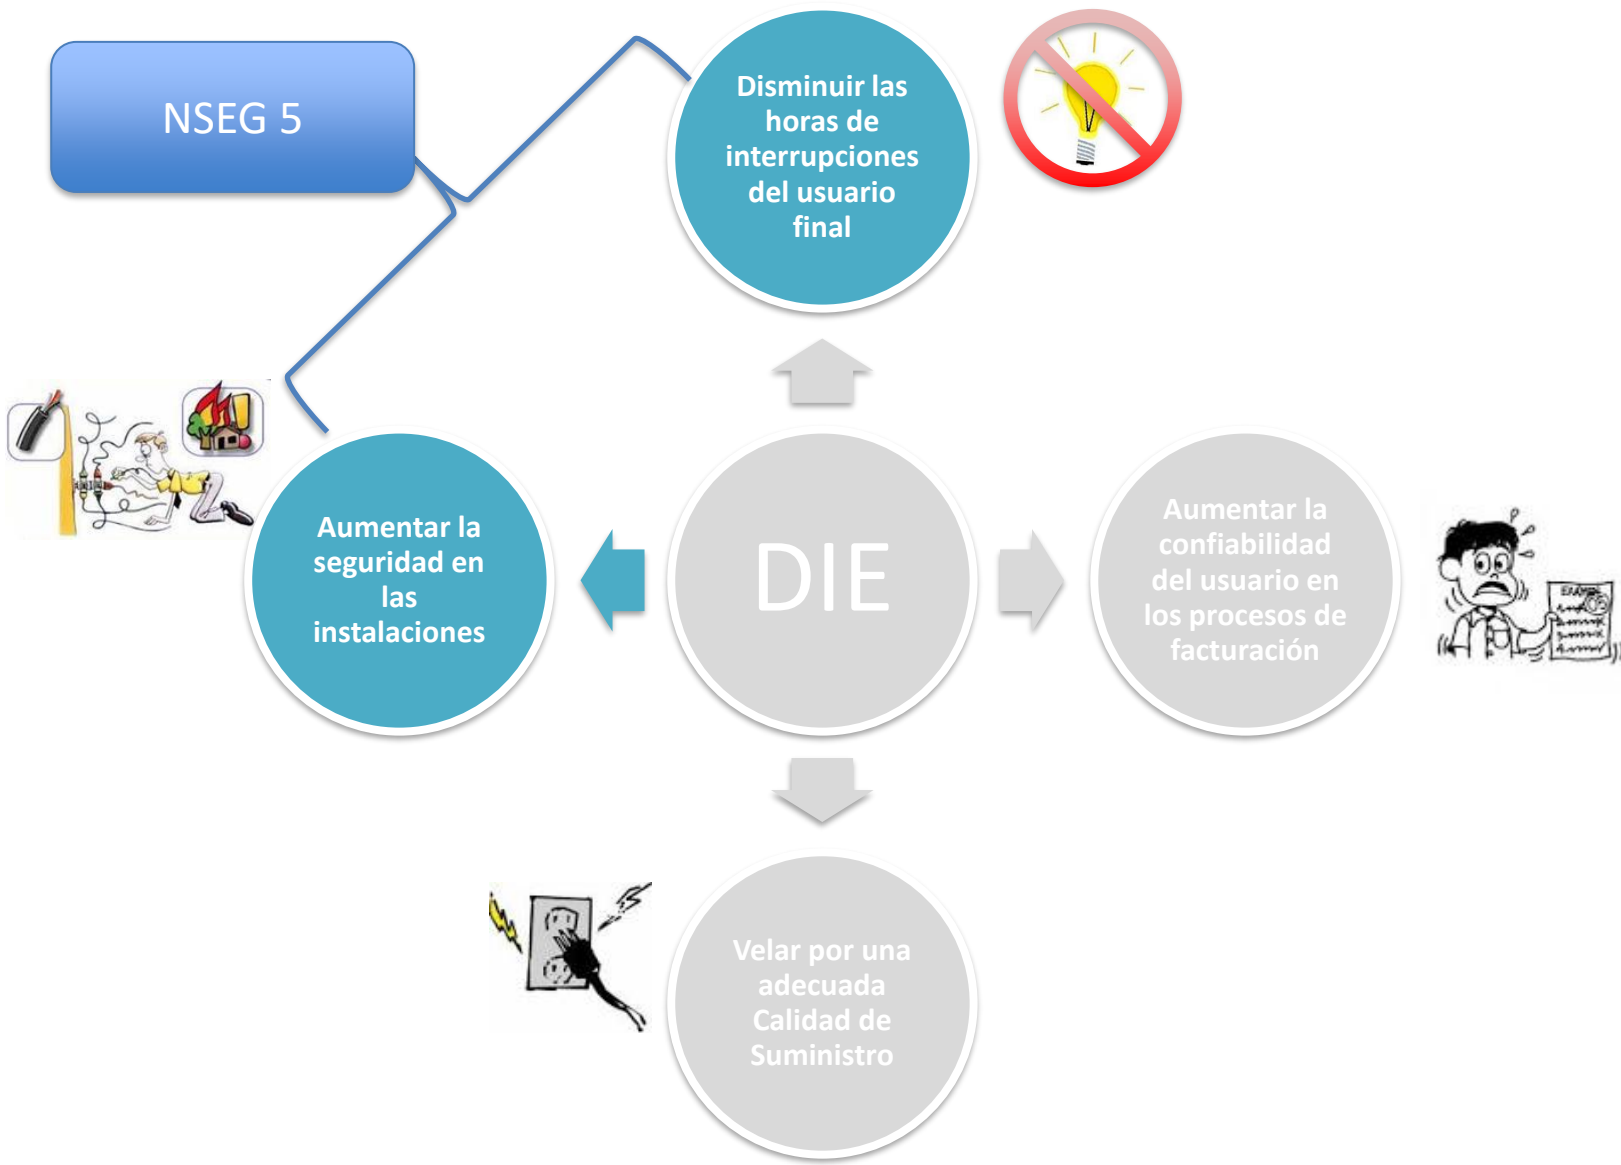 NSEG 5
Disminuir las
horas de
interrupciones
del usuario
final
Aumentar la
seguridad en
las
instalaciones
DIE
Aumentar la
confiabilidad
del usuario en
los procesos de
facturación
Velar por una
adecuada
Calidad de
Suministro